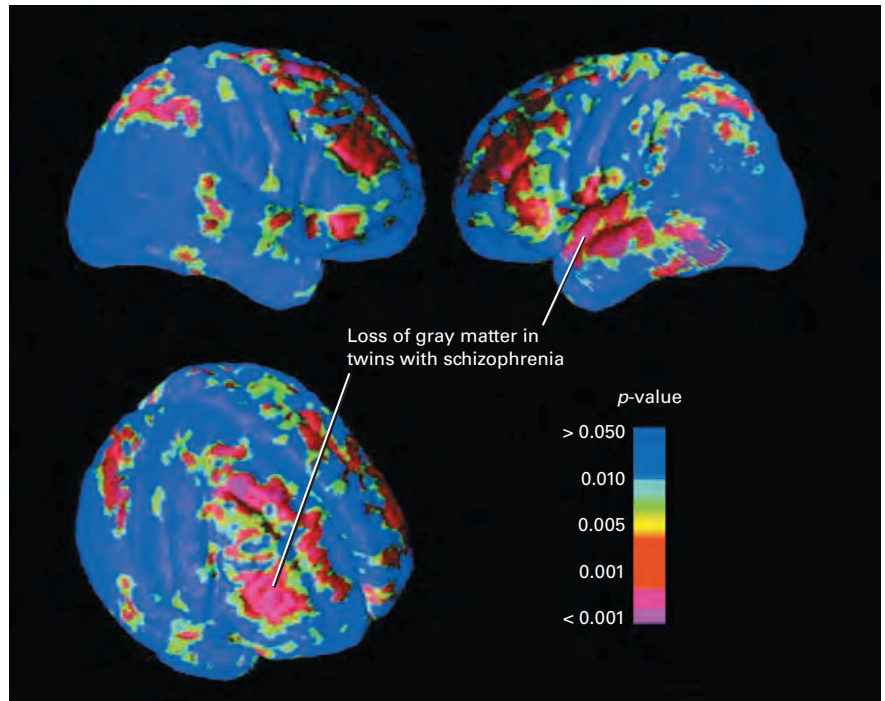 Loss of gray matter in
twins with schizophrenia
p-value
> 0.050
0.010
0.005
0.001
< 0.001